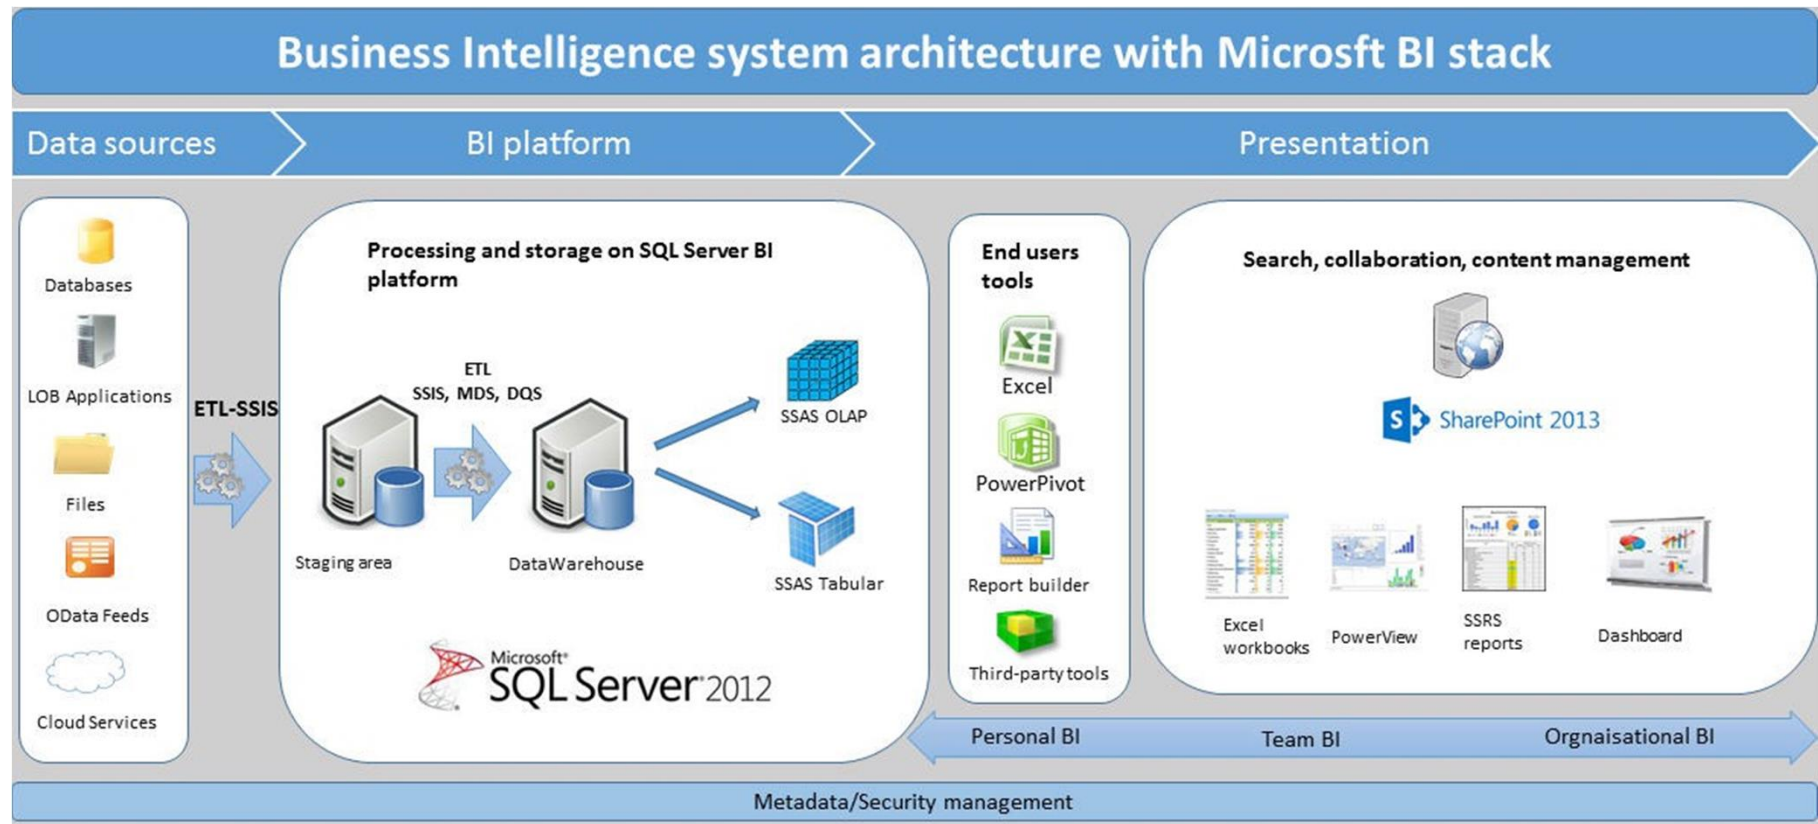 Business Intelligence system architecture with Microsft BI stack
Data sources
BI platform
Presentation
Databases
LOB Applications
Files
OData Feeds
Cloud Services
ETL-SSIS
Processing and storage on SQL Server BI
platform
ETL
SSIS, MDS, DQS
Staging area
DataWarehouse
SSAS OLAP
SSAS Tabular
Microsoft®
SQL Server® 2012
End users
tools
Excel
PowerPivot
Report builder
Third-party tools
Search, collaboration, content management
S
SharePoint 2013
Excel
workbooks
PowerView
SSRS
reports
Dashboard
Personal BI
Team BI
Orgnaisational BI
Metadata/Security management